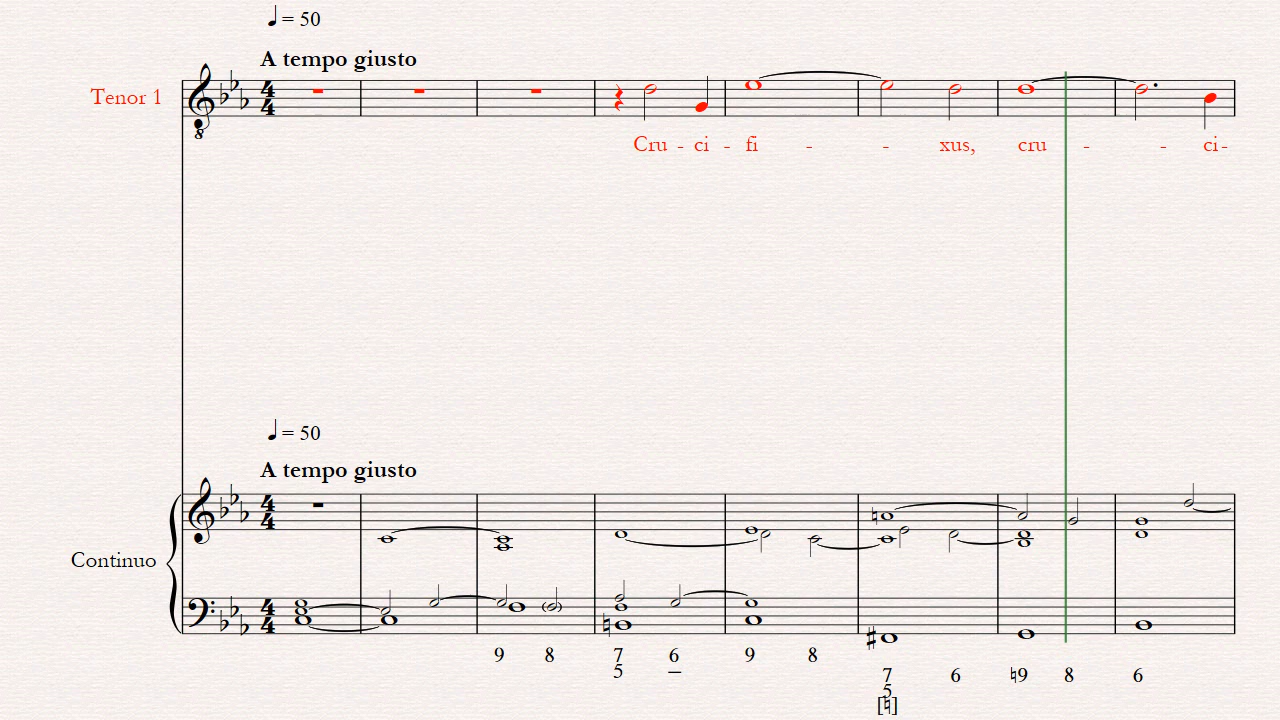 ♩ = 50
A tempo giusto
Tenor 1
8
Cru - ci - fi - - xus, cru - - ci -
♩ = 50
A tempo giusto
Continuo
9 8 7 6 9 8
5 —
7 6 ♮9 8 6
5
[♮]